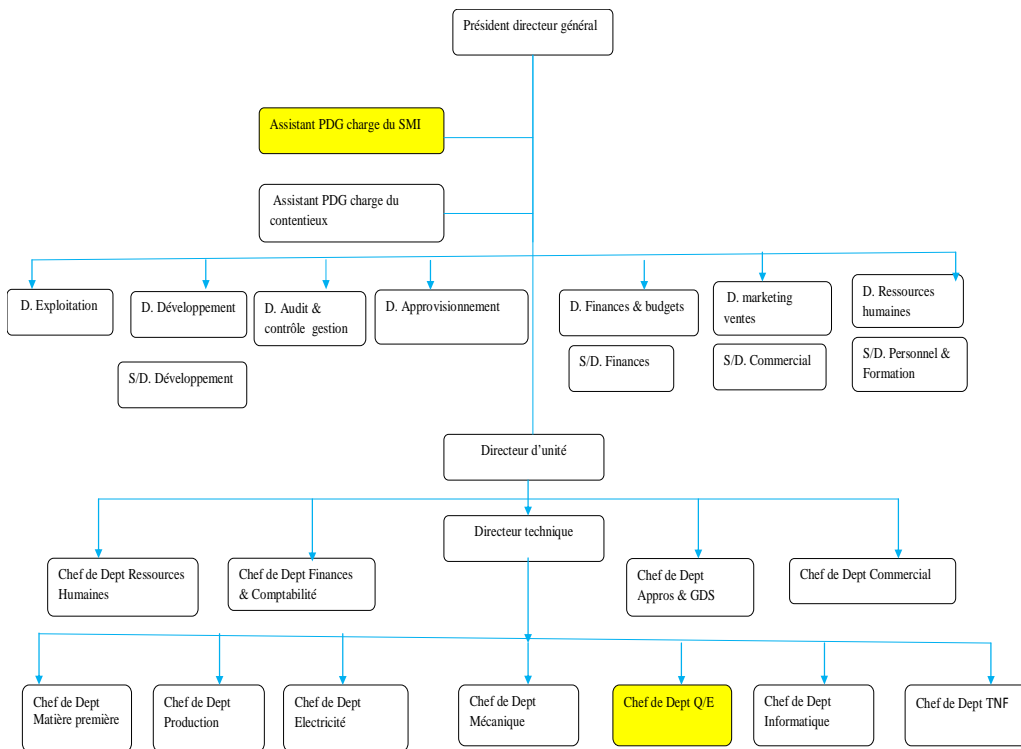 Président directeur général
Assistant PDG charge du SMI
Assistant PDG charge du
contentieux
D. Exploitation
D. Développement
D. Audit &
contrôle gestion
D. Approvisionnement
D. Finances & budgets
D. marketing
ventes
D. Ressources
humaines
S/D. Développement
S/D. Finances
S/D. Commercial
S/D. Personnel &
Formation
Directeur d'unité
Directeur technique
Chef de Dept Ressources
Humaines
Chef de Dept Finances
& Comptabilité
Chef de Dept
Appros & GDS
Chef de Dept Commercial
Chef de Dept
Matière première
Chef de Dept
Production
Chef de Dept
Electricité
Chef de Dept
Mécanique
Chef de Dept Q/E
Chef de Dept
Informatique
Chef de Dept TNF